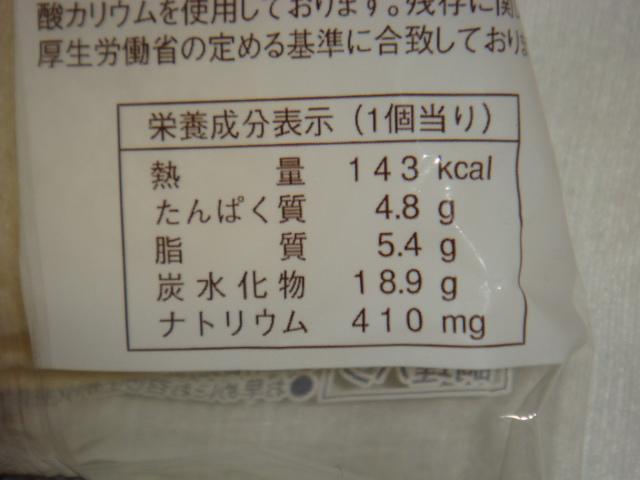 酸カリウムを使用しております。残存に関
厚生労働省の定める基準に合致しており
栄養成分表示 (1個当り)
熱量 143 kcal
たんぱく質 4.8 g
脂質 5.4 g
炭水化物 18.9 g
ナトリウム 410 mg